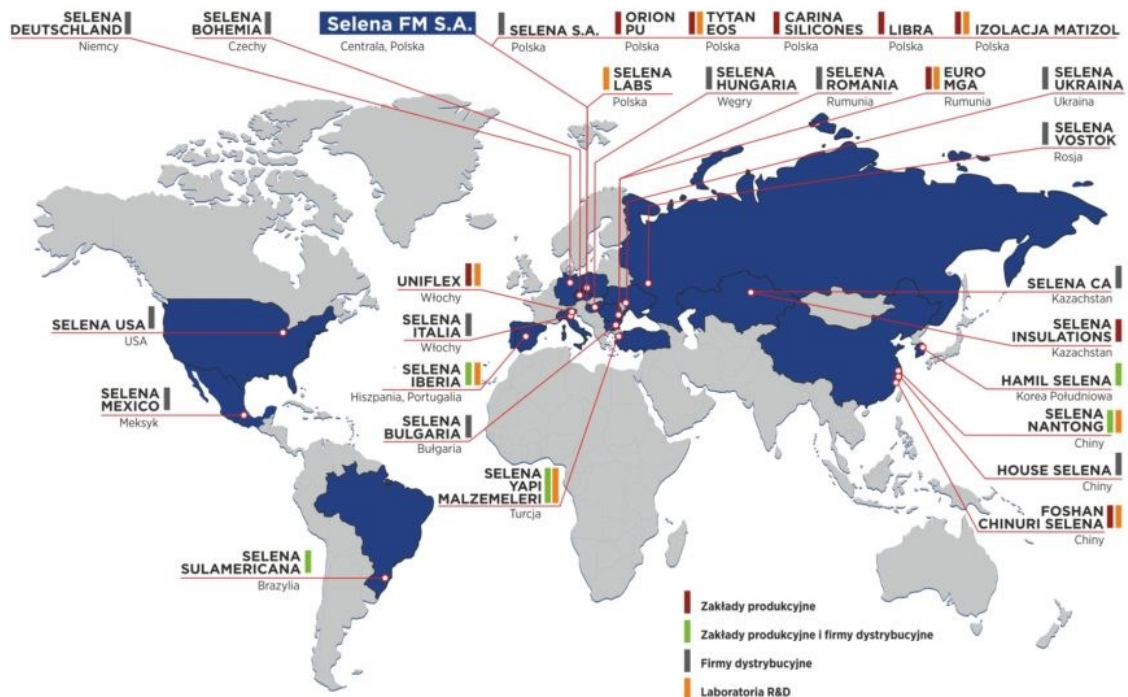 SELENA
DEUTSCHLAND
Niemcy
SELENA
BOHEMIA
Czechy
Selena FM S.A.
Centrala, Polska
SELENA S.A.
Polska
ORION
PU
Polska
TYTAN
EOS
Polska
CARINA
SILICONES
Polska
LIBRA
Polska
IZOLACJA MATIZOL
Polska
SELENA
LABS
Polska
SELENA
HUNGARIA
Węgry
SELENA
ROMANIA
Rumunia
EURO
MGA
Rumunia
SELENA
UKRAINA
Ukraina
SELENA
VOSTOK
Rosja
UNIFLEX
Włochy
SELENA CA
Kazachstan
SELENA USA
USA
SELENA
ITALIA
Włochy
SELENA
INSULATIONS
Kazachstan
SELENA
IBERIA
Hiszpania, Portugalia
HAMIL SELENA
Korea Południowa
SELENA
MEXICO
Meksyk
SELENA
BULGARIA
Bułgaria
SELENA
NANTONG
Chiny
SELENA
YAPI
MALZEMELERI
Turcja
HOUSE SELENA
Chiny
FOSHAN
CHINURI SELENA
Chiny
SELENA
SULAMERICANA
Brazylia
Zakłady produkcyjne
Zakłady produkcyjne i firmy dystrybucyjne
Firmy dystrybucyjne
Laboratoria R&D